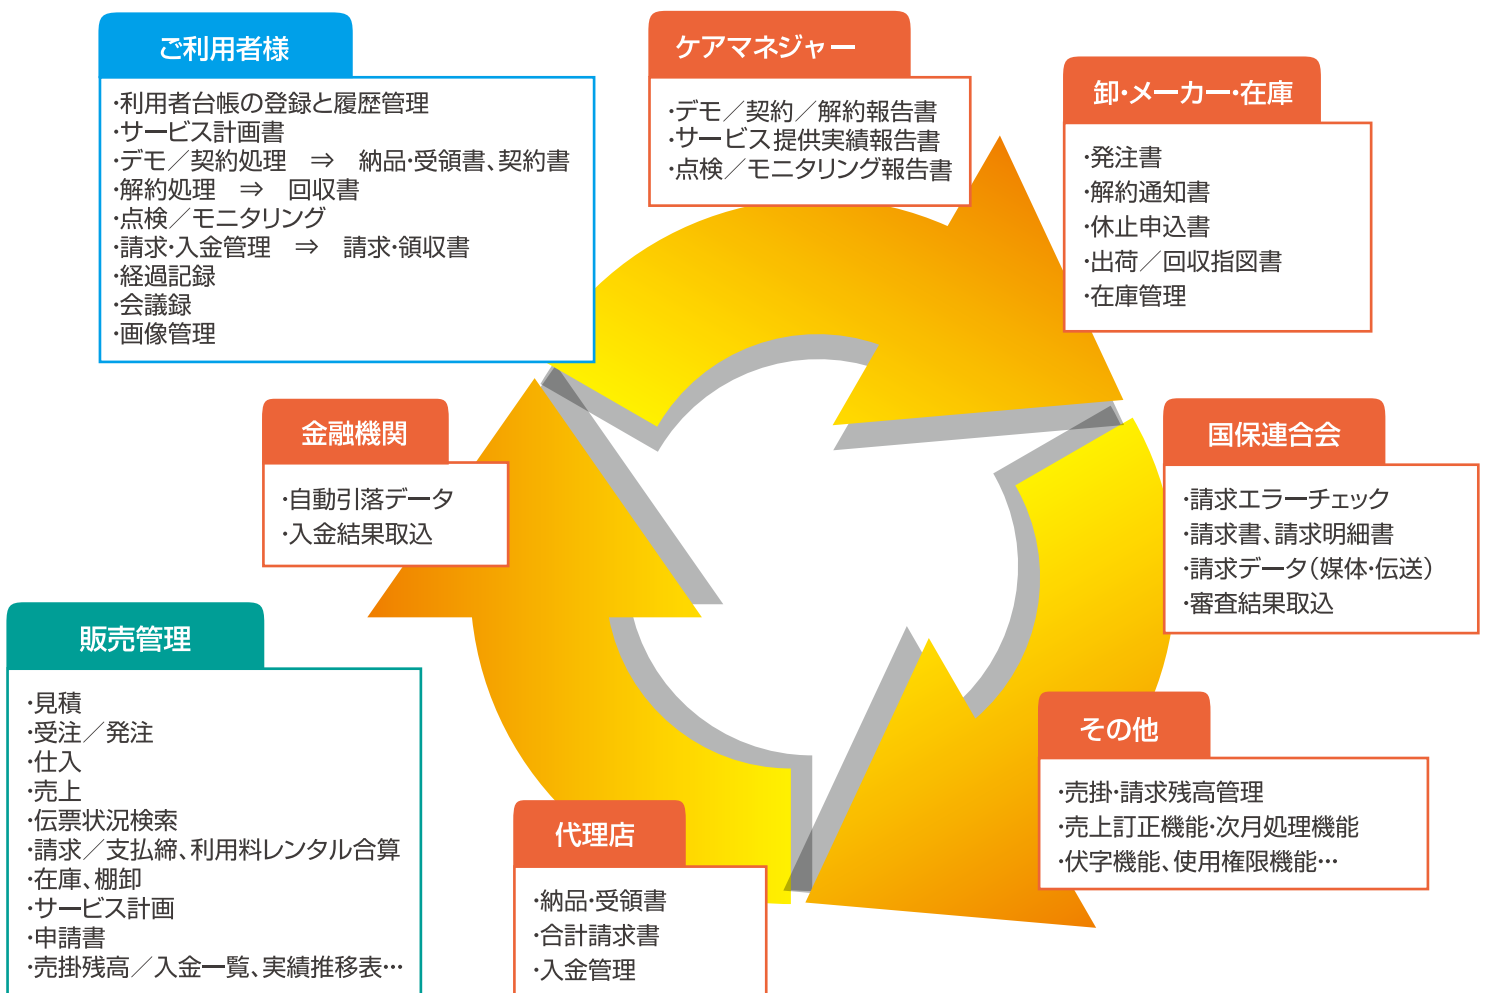 ご利用者様
・利用者台帳の登録と履歴管理
・サービス計画書
・デモ／契約処理　⇒　納品・受領書、契約書
・解約処理　⇒　回収書
・点検／モニタリング
・請求・入金管理　⇒　請求・領収書
・経過記録
・会議録
・画像管理
ケアマネジャー
・デモ／契約／解約報告書
・サービス提供実績報告書
・点検／モニタリング報告書
卸・メーカー・在庫
・発注書
・解約通知書
・休止申込書
・出荷／回収指図書
・在庫管理
金融機関
・自動引落データ
・入金結果取込
国保連合会
・請求エラーチェック
・請求書、請求明細書
・請求データ（媒体・伝送）
・審査結果取込
販売管理
・見積
・受注／発注
・仕入
・売上
・伝票状況検索
・請求／支払締、利用料レンタル合算
・在庫、棚卸
・サービス計画
・申請書
・売掛残高／入金一覧、実績推移表…
代理店
・納品・受領書
・合計請求書
・入金管理
その他
・売掛・請求残高管理
・売上訂正機能・次月処理機能
・伏字機能、使用権限機能…